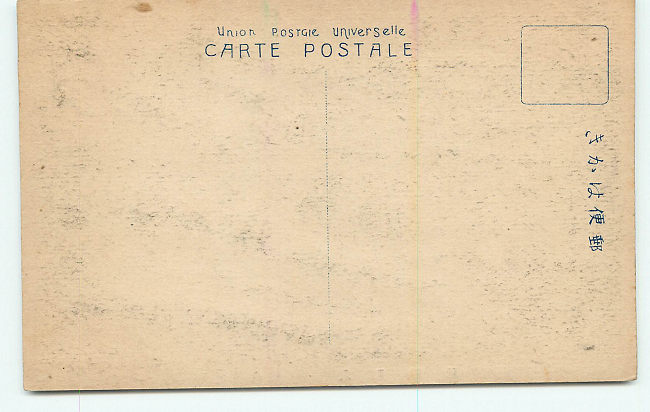 Union Postale Universelle
CARTE POSTALE
郵便はかき